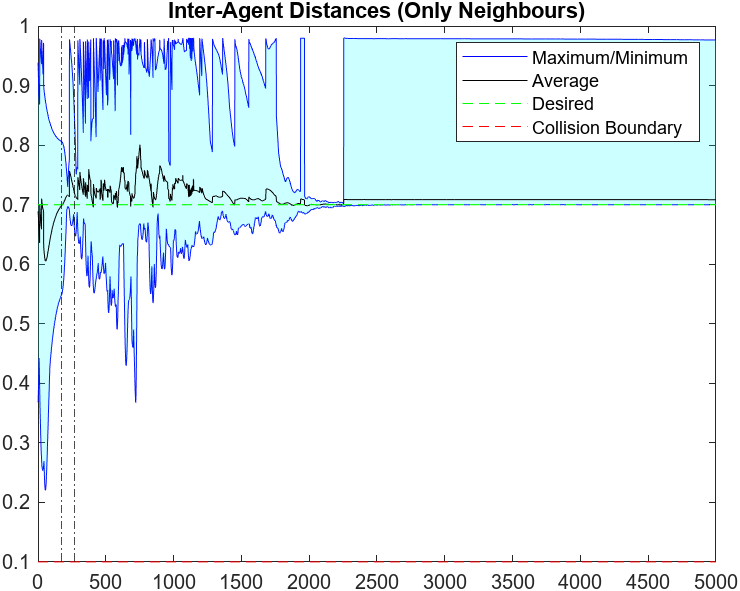 Inter-Agent Distances (Only Neighbours)
1
0.9
0.8
0.7
0.6
0.5
0.4
0.3
0.2
0.1
Maximum/Minimum
Average
Desired
Collision Boundary
0 500 1000 1500 2000 2500 3000 3500 4000 4500 5000